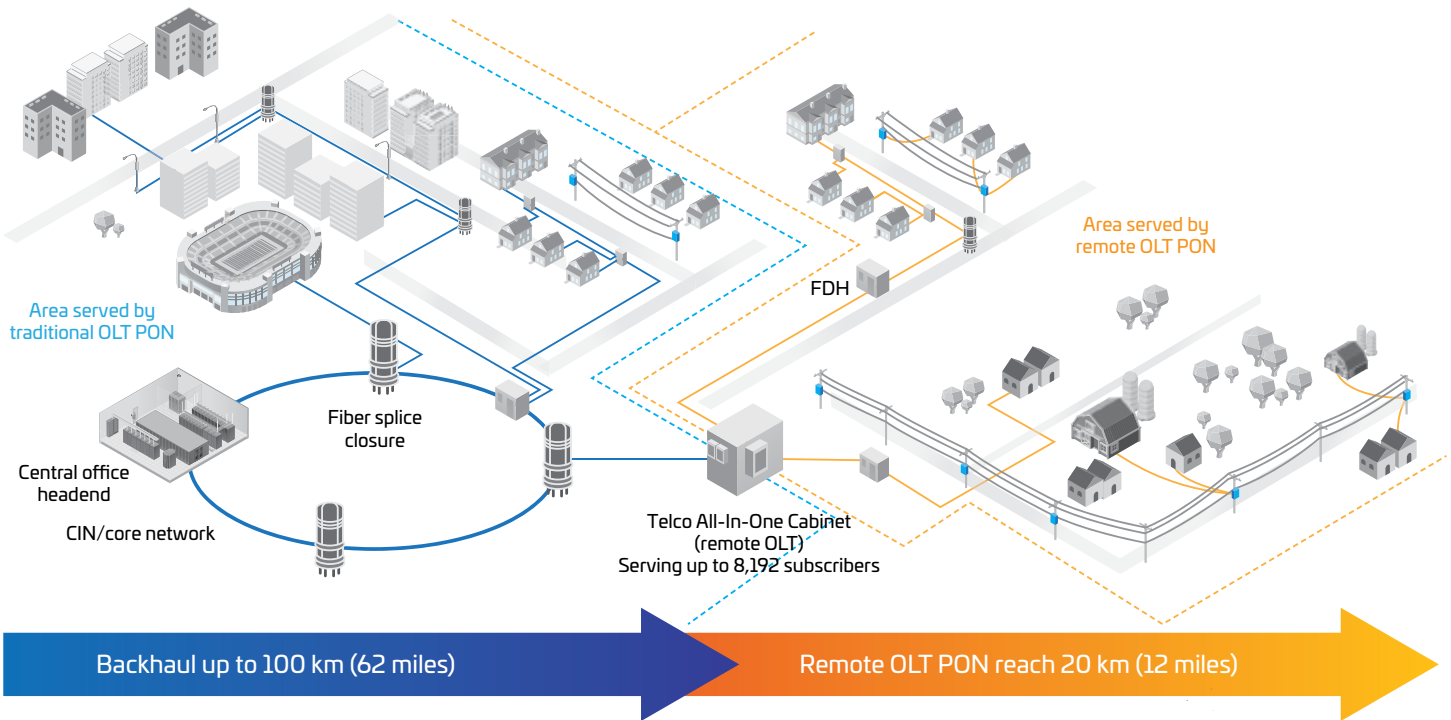 Area served by
remote OLT PON
FDH
Area served by
traditional OLT PON
Fiber splice
closure
Central office
headend
CIN/core network
Telco All-In-One Cabinet
(remote OLT)
Serving up to 8,192 subscribers
Backhaul up to 100 km (62 miles)
Remote OLT PON reach 20 km (12 miles)